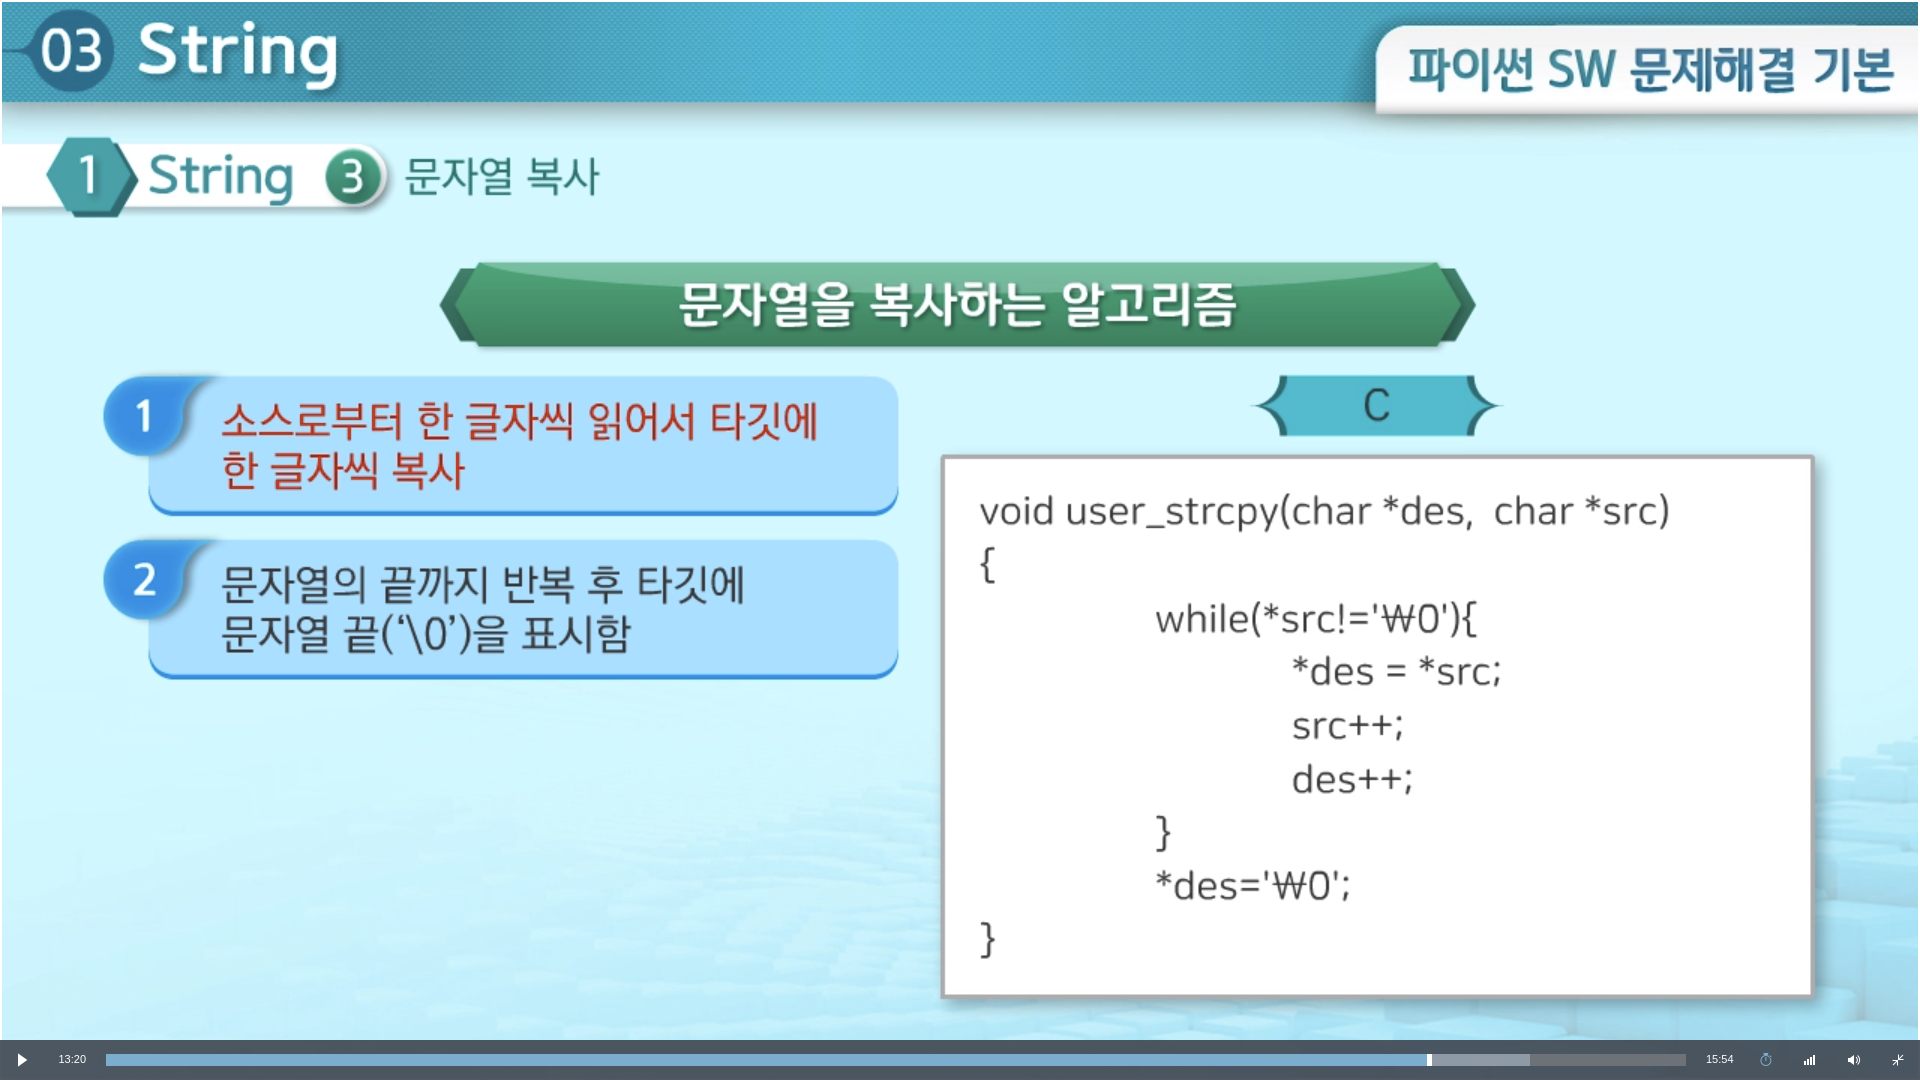 03 String
파이썬 SW 문제해결 기본
1 String 3 문자열 복사
문자열을 복사하는 알고리즘
1 소스로부터 한 글자씩 읽어서 타깃에
한 글자씩 복사
2 문자열의 끝까지 반복 후 타깃에
문자열 끝(‘\0’)을 표시함
C
void user_strcpy(char *des, char *src)
{
while(*src!='₩0'){
*des = *src;
src++;
des++;
}
*des='₩0';
}
13:20
15:54